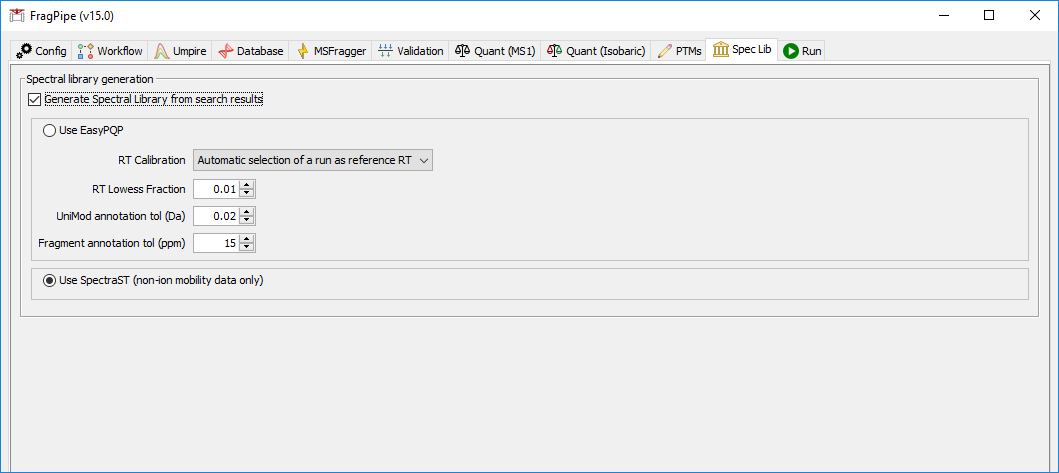 FragPipe (v15.0)
Config Workflow Umpire Database MSFragger Validation Quant (MS1) Quant (Isobaric) PTMs Spec Lib Run
Spectral library generation
Generate Spectral Library from search results
Use EasyPQP
RT Calibration Automatic selection of a run as reference RT
RT Lowess Fraction 0.01
UniMod annotation tol (Da) 0.02
Fragment annotation tol (ppm) 15
Use SpectraST (non-ion mobility data only)